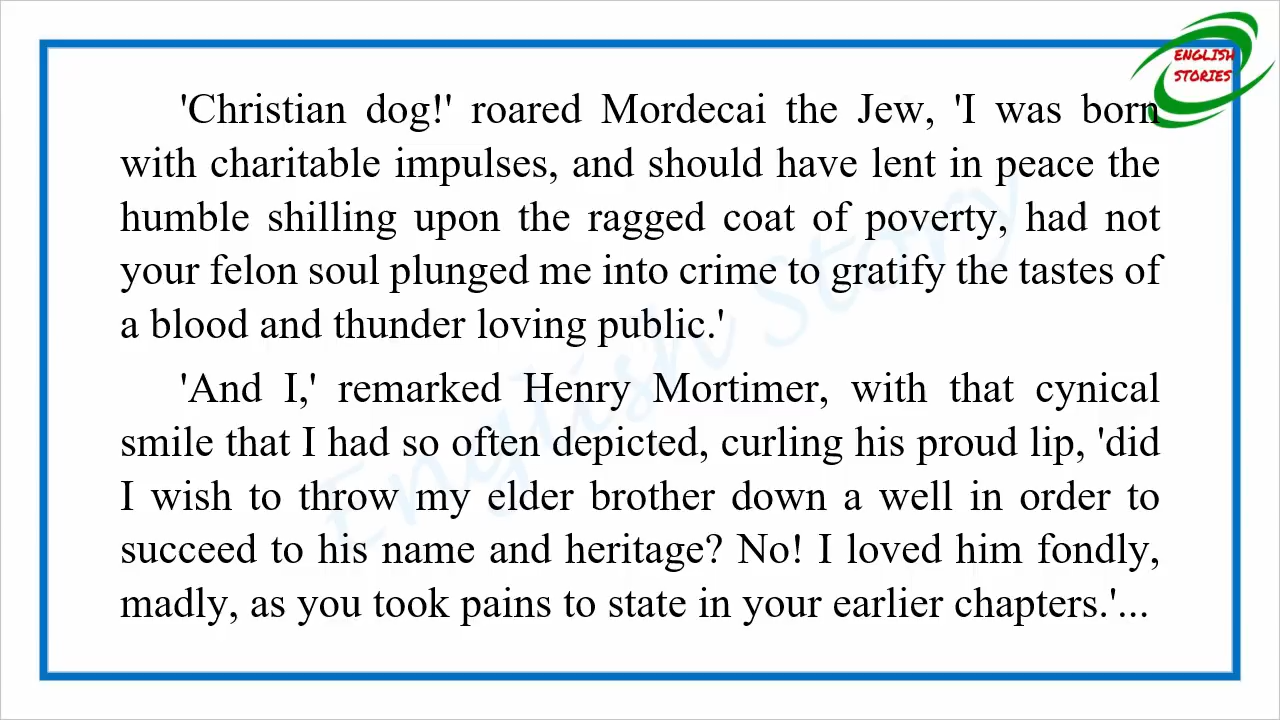 ENGLISH
STORIES
'Christian dog!' roared Mordecai the Jew, 'I was born
with charitable impulses, and should have lent in peace the
humble shilling upon the ragged coat of poverty, had not
your felon soul plunged me into crime to gratify the tastes of
a blood and thunder loving public.'
'And I,' remarked Henry Mortimer, with that cynical
smile that I had so often depicted, curling his proud lip, 'did
I wish to throw my elder brother down a well in order to
succeed to his name and heritage? No! I loved him fondly,
madly, as you took pains to state in your earlier chapters.'...
English Story